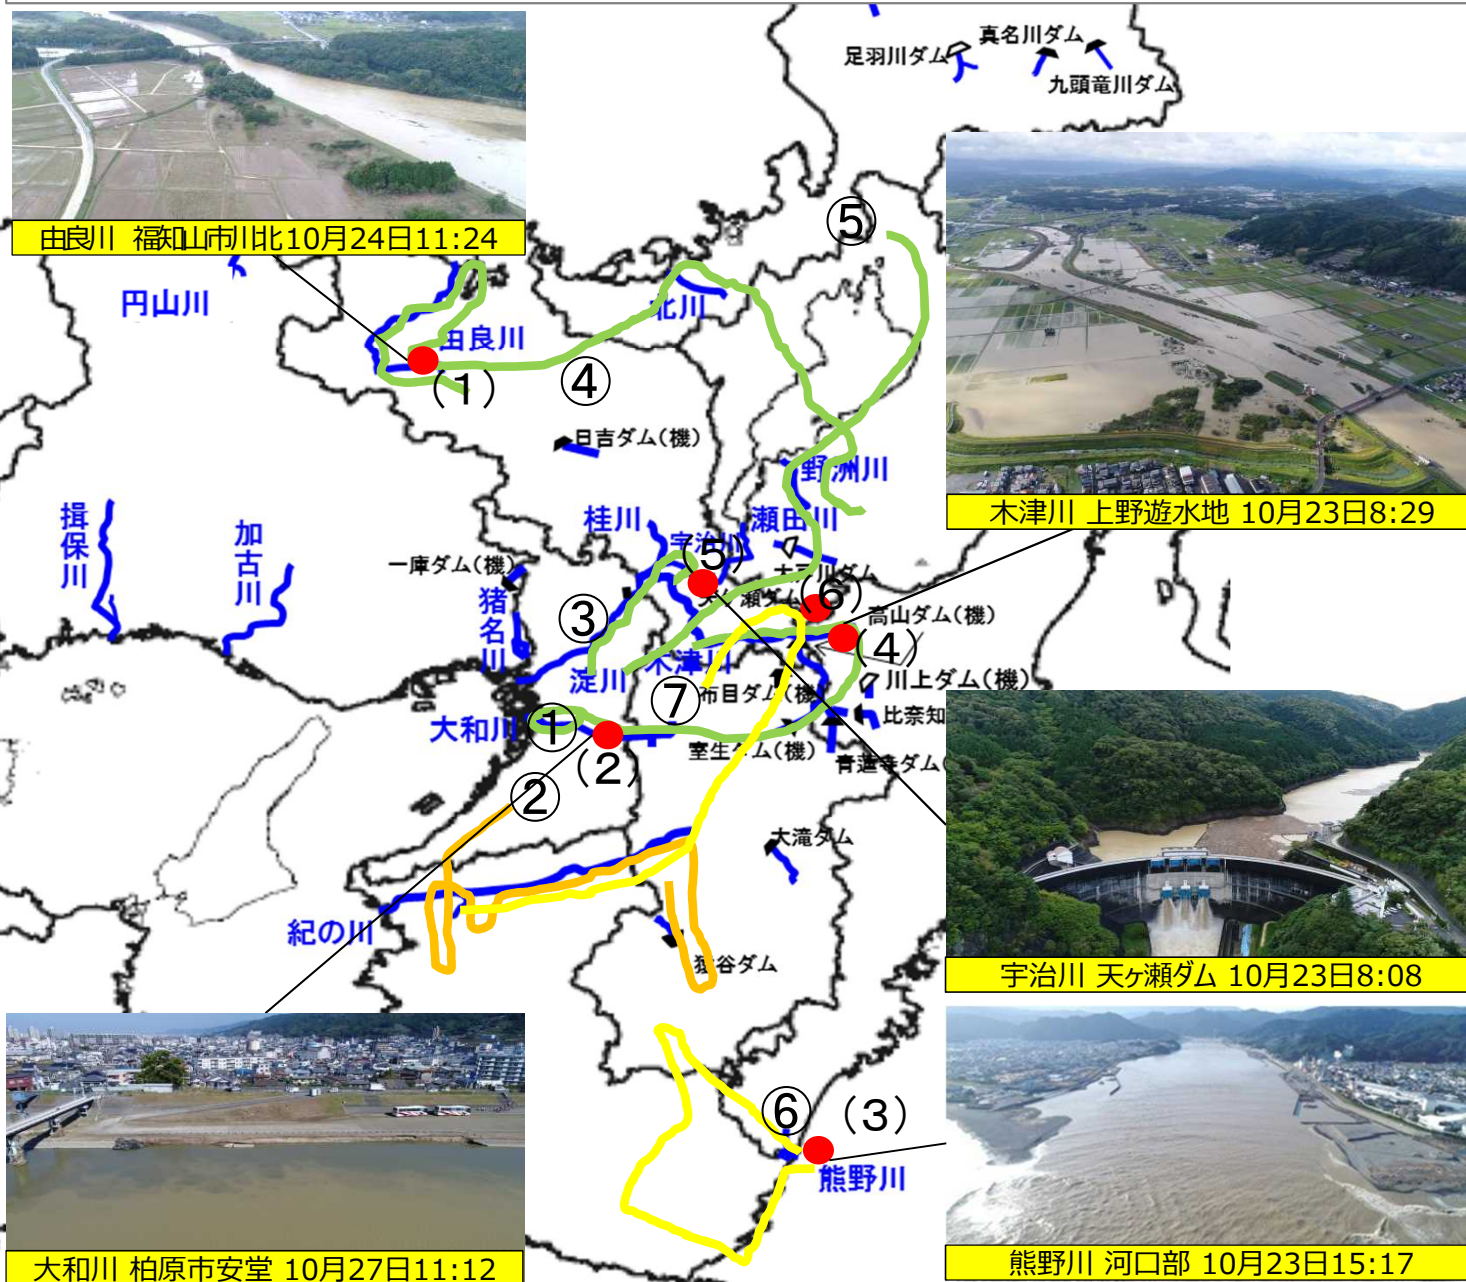 足羽川ダム
真名川ダム
九頭竜川ダム
由良川 福知山市川北10月24日11:24
⑤
円山川
北川
由良川
(1)
④
日吉ダム(機)
野洲川
木津川 上野遊水地 10月23日8:29
揖保川
加古川
桂川
宇治川
瀬田川
(5)
一庫ダム(機)
猪名川
③
(6)
高山ダム(機)
(4)
木津川
淀川
⑦
布目ダム(機)
川上ダム(機)
比奈知
大和川
①
(2)
室生ダム(機)
青蓮寺ダム(
②
大滝ダム
紀の川
猿谷ダム
宇治川 天ヶ瀬ダム 10月23日8:08
⑥
(3)
熊野川
大和川 柏原市安堂 10月27日11:12
熊野川 河口部 10月23日15:17